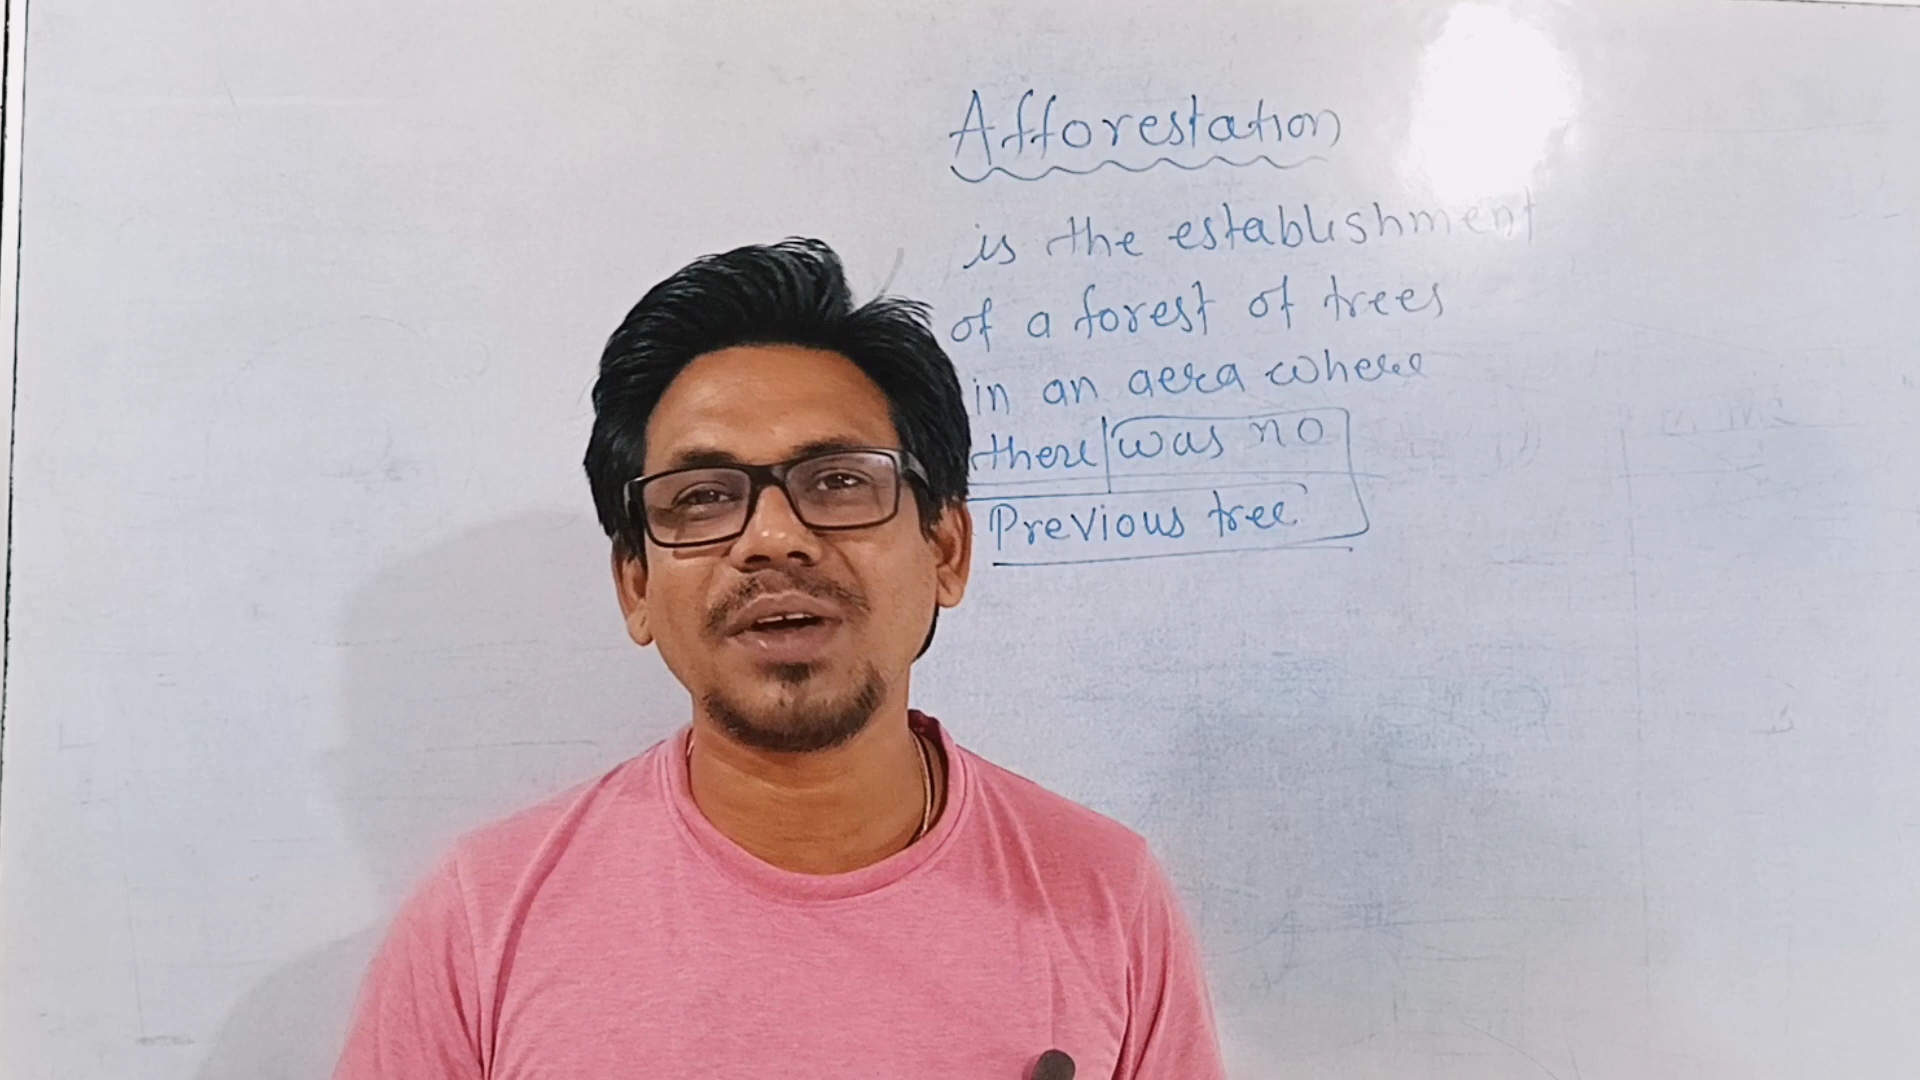 Afforestation
is the establishment
of a forest of trees
in an aera where
there was no
Previous tree